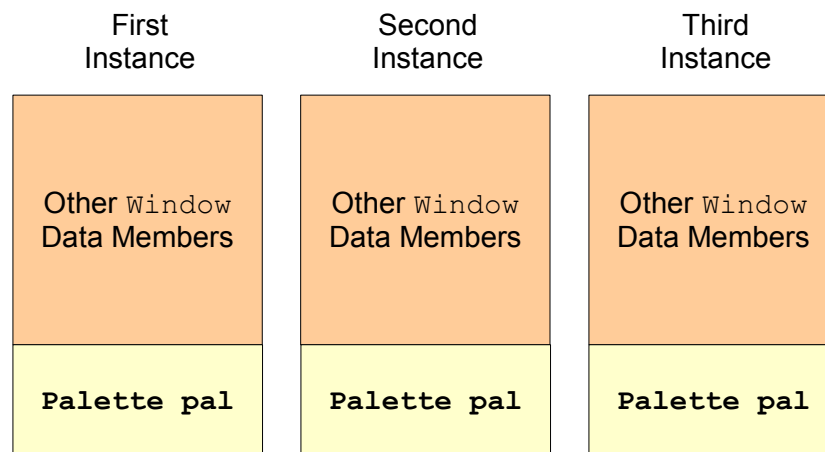 First
Instance
Second
Instance
Third
Instance
Other Window
Data Members
Other Window
Data Members
Other Window
Data Members
Palette pal
Palette pal
Palette pal